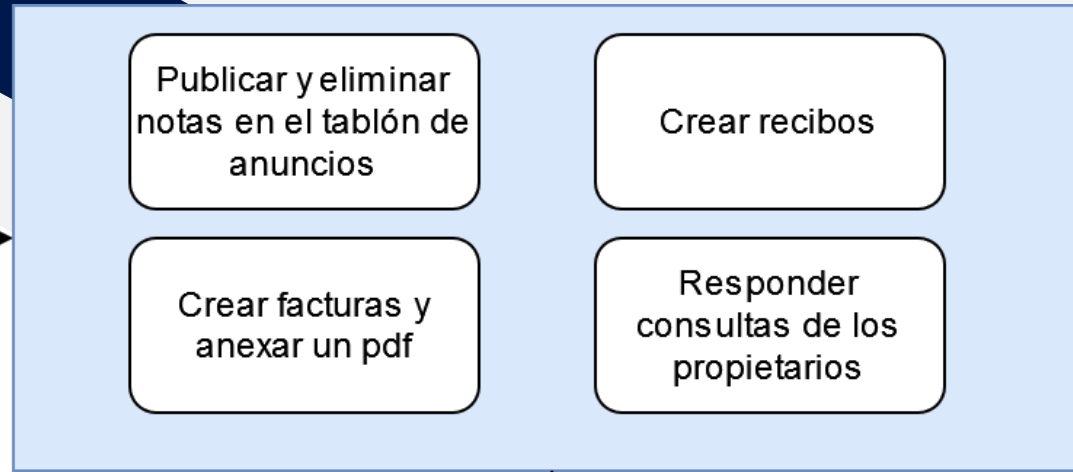 Publicar y eliminar
notas en el tablón de
anuncios
Crear recibos
Crear facturas y
anexar un pdf
Responder
consultas de los
propietarios